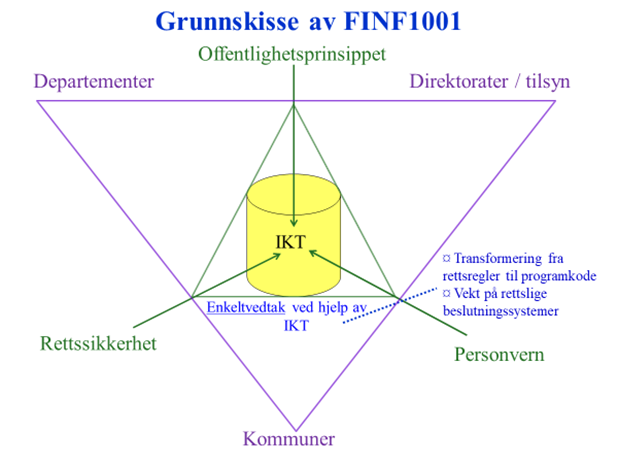 Grunnskisse av FINF1001
Offentlighetsprinsippet
Departementer
Direktorater / tilsyn
IKT
¤ Transformering fra
rettsregler til programkode
¤ Vekt på rettslige
beslutningssystemer
Enkeltvedtak ved hjelp av
IKT
Rettssikkerhet
Personvern
Kommuner